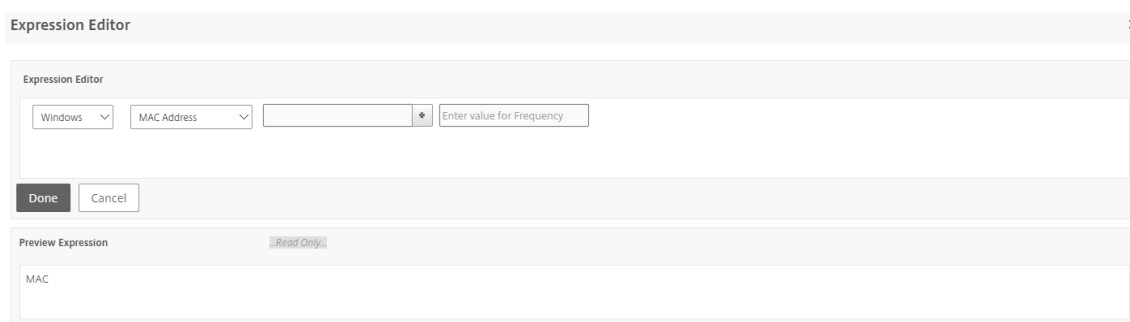 Expression Editor
Expression Editor
Windows MAC Address + Enter value for Frequency
Done Cancel
Preview Expression ...Read Only...
MAC